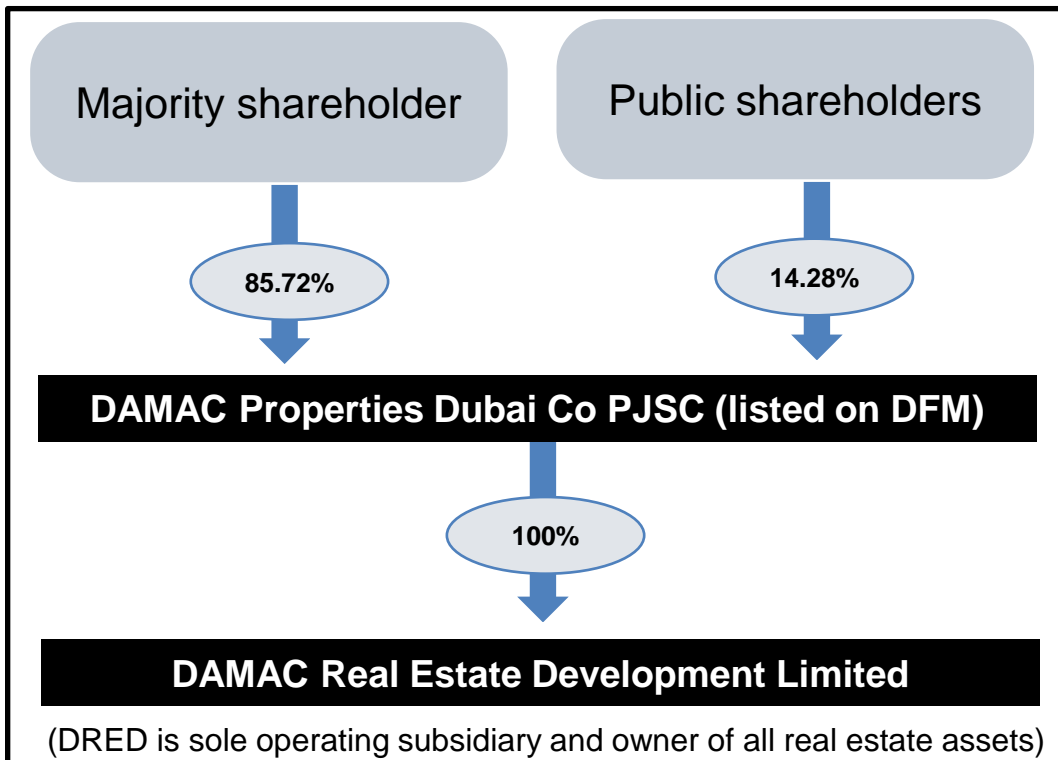 Majority shareholder
Public shareholders
85.72%
14.28%
DAMAC Properties Dubai Co PJSC (listed on DFM)
100%
DAMAC Real Estate Development Limited
(DRED is sole operating subsidiary and owner of all real estate assets)